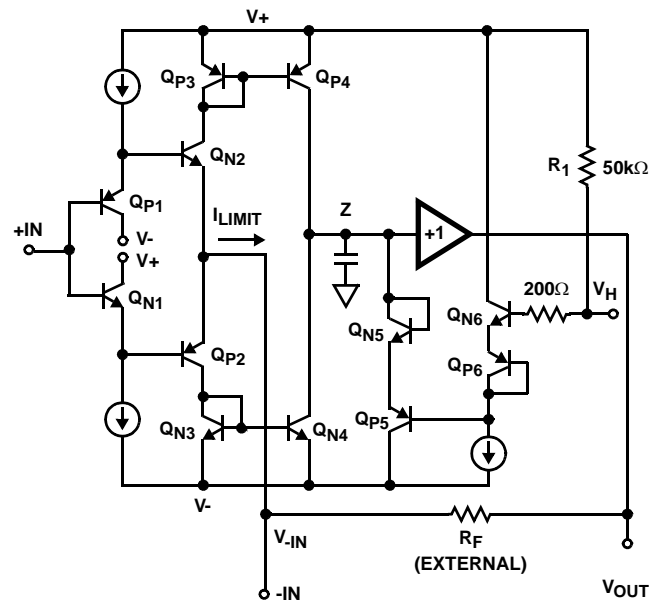 V+
QP3
QP4
QN2
R1
50kΩ
QP1
ILIMIT
Z
+IN
V-
V+
+1
QN1
200Ω
VH
QN5
QN6
QP2
QP6
QN3
QN4
QP5
V-
V-IN
RF
(EXTERNAL)
-IN
VOUT